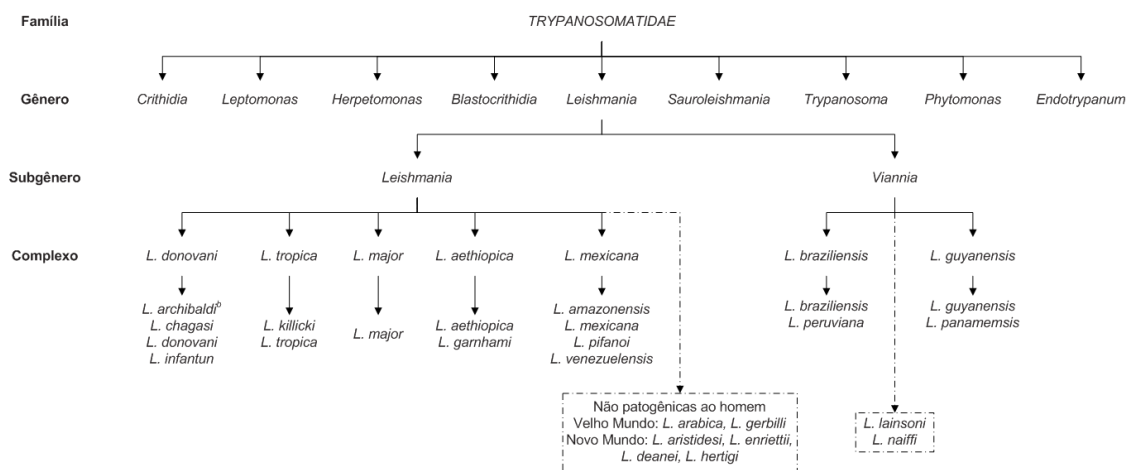 Família TRYPANOSOMATIDAE
Gênero Crithidia Leptomonas Herpetomonas Blastocrithidia Leishmania Sauroleishmania Trypanosoma Phytomonas Endotrypanum
Subgênero Leishmania Viannia
Complexo L. donovani L. tropica L. major L. aethiopica L. mexicana L. braziliensis L. guyanensis
L. archibaldiᵇ
L. chagasi
L. donovani
L. infantun
L. killicki
L. tropica
L. major
L. aethiopica
L. garnhami
L. amazonensis
L. mexicana
L. pifanoi
L. venezuelensis
L. braziliensis
L. peruviana
L. guyanensis
L. panamemsis
Não patogênicas ao homem
Velho Mundo: L. arabica, L. gerbilli
Novo Mundo: L. aristidesi, L. enriettii,
L. deanei, L. hertigi
L. lainsoni
L. naiffi